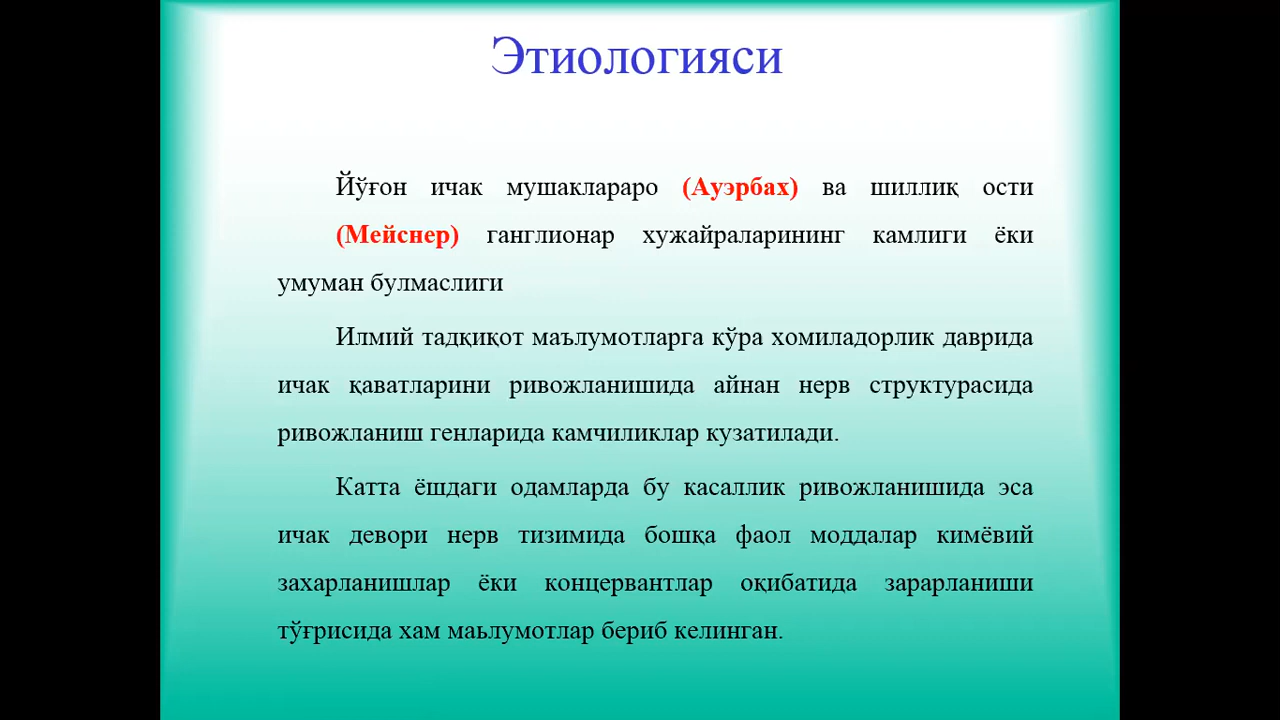 Этиологияси
Йўғон ичак мушаклараро (Ауэрбах) ва шиллиқ ости
(Мейснер) ганглионар хужайраларининг камлиги ёки
умуман булмаслиги
Илмий тадқиқот маълумотларга кўра хомиладорлик даврида
ичак қаватларини ривожланишида айнан нерв структурасида
ривожланиш генларида камчиликлар кузатилади.
Катта ёшдаги одамларда бу касаллик ривожланишида эса
ичак девори нерв тизимида бошқа фаол моддалар кимёвий
захарланишлар ёки концервантлар оқибатида зарарланиши
тўғрисида хам маьлумотлар бериб келинган.